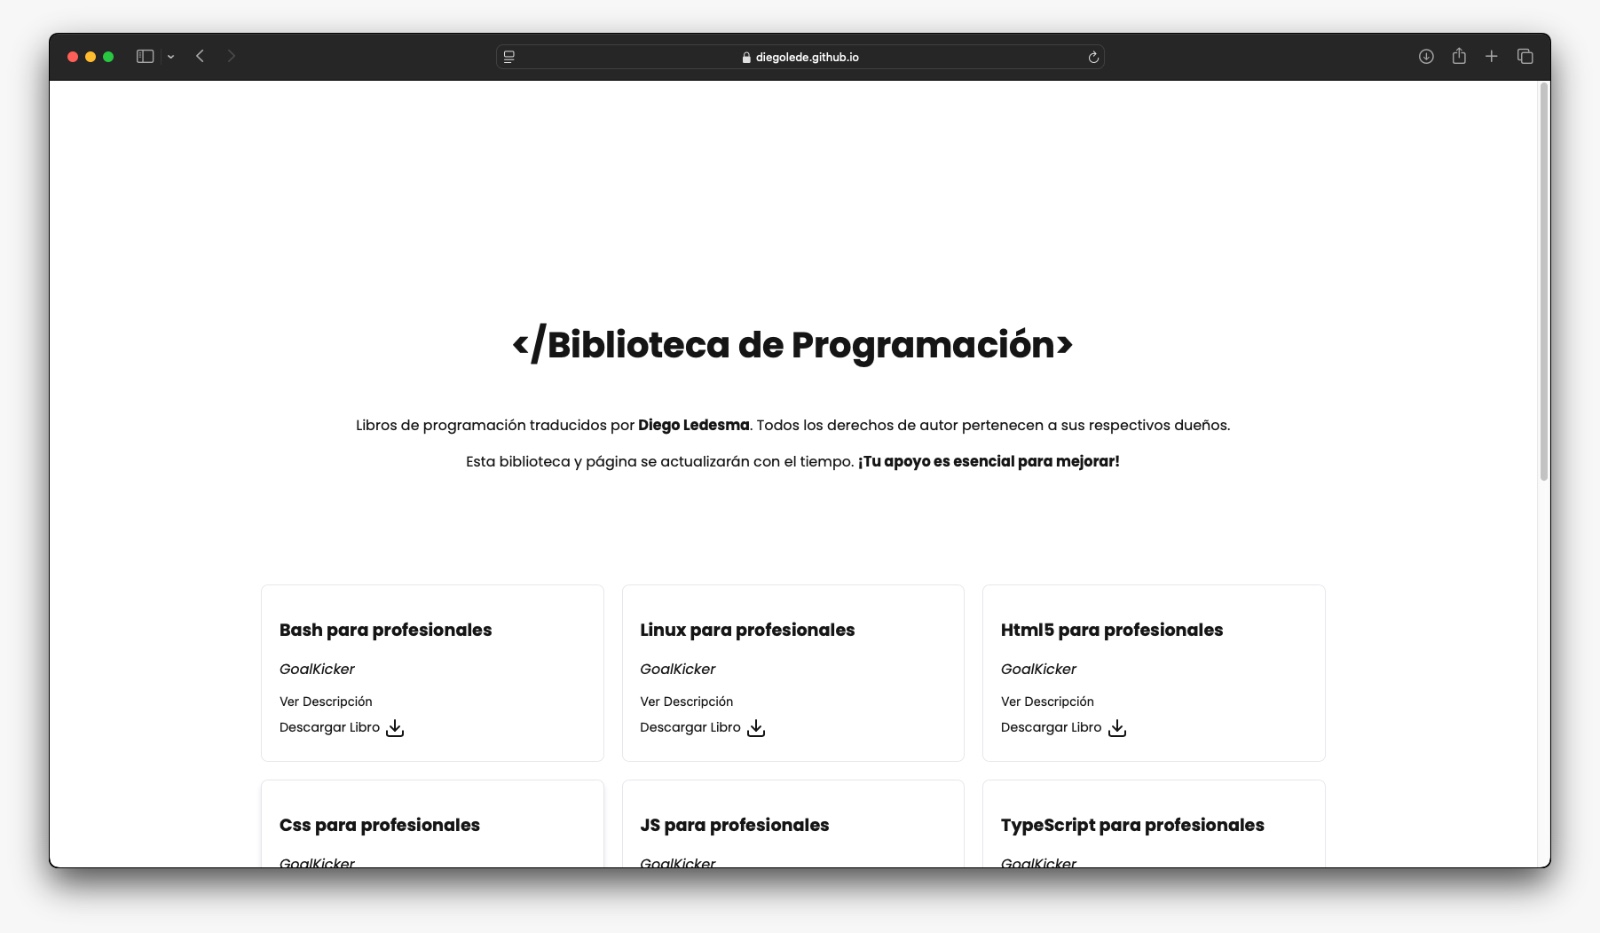 diegolede.github.io
</Biblioteca de Programación>
Libros de programación traducidos por Diego Ledesma. Todos los derechos de autor pertenecen a sus respectivos dueños.
Esta biblioteca y página se actualizarán con el tiempo. ¡Tu apoyo es esencial para mejorar!
Bash para profesionales
GoalKicker
Ver Descripción
Descargar Libro
Linux para profesionales
GoalKicker
Ver Descripción
Descargar Libro
Html5 para profesionales
GoalKicker
Ver Descripción
Descargar Libro
Css para profesionales
GoalKicker
JS para profesionales
GoalKicker
TypeScript para profesionales
GoalKicker